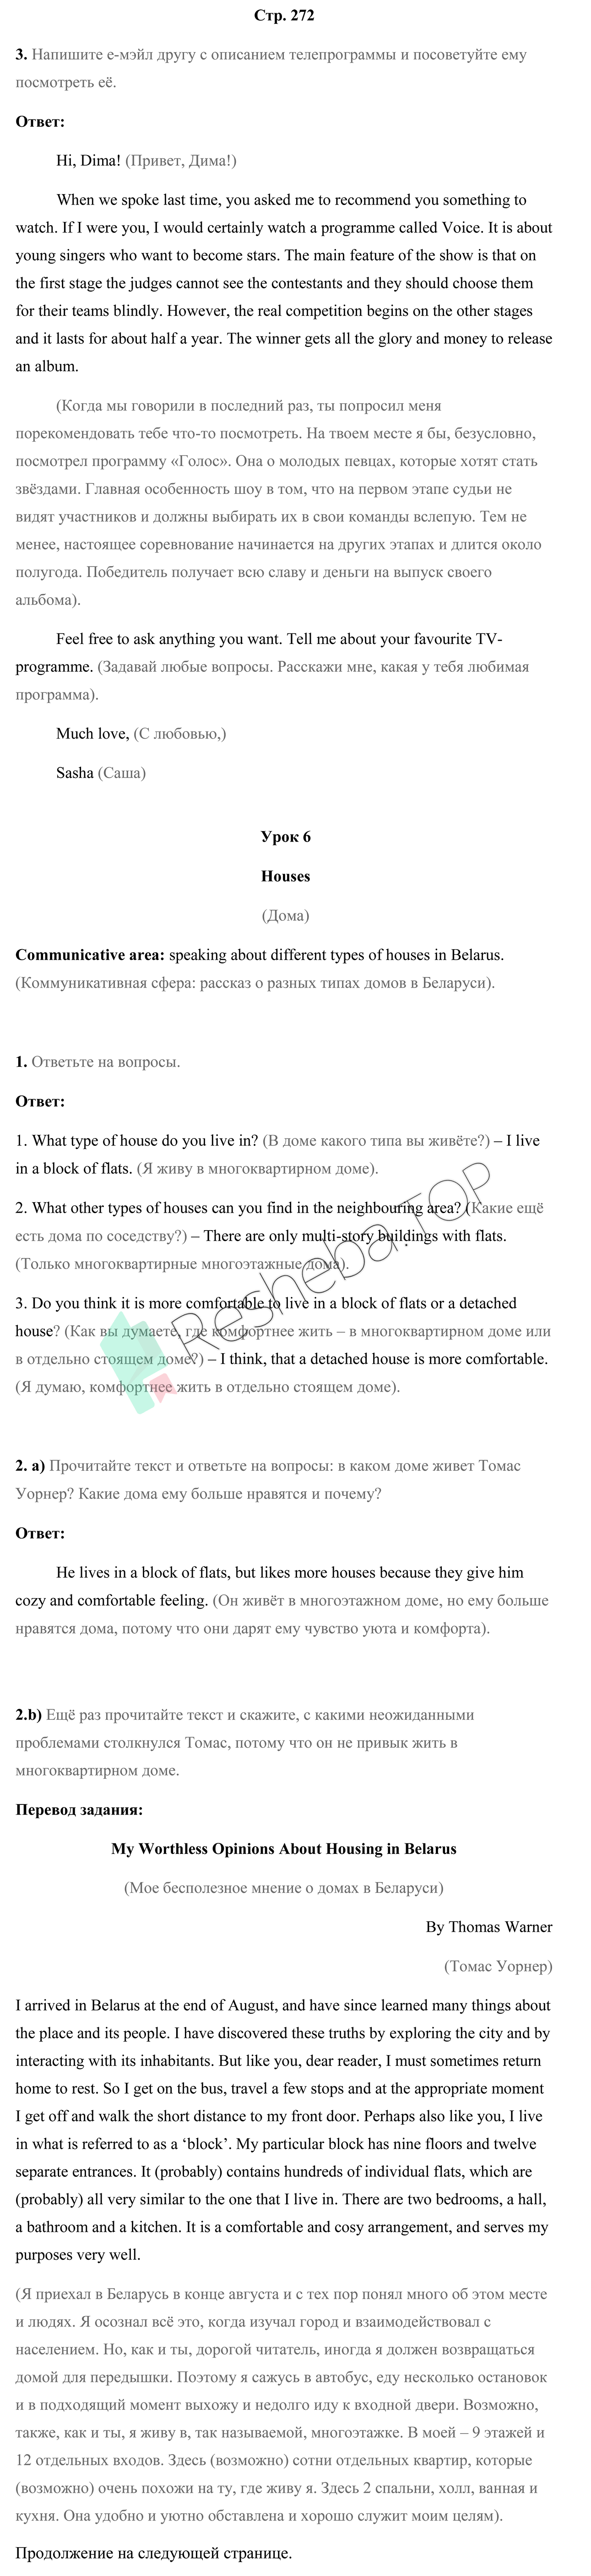 Стр. 272
3. Напишите е-мэйл другу с описанием телепрограммы и посоветуйте ему
посмотреть её.
Ответ:
Hi, Dima! (Привет, Дима!)
When we spoke last time, you asked me to recommend you something to
watch. If I were you, I would certainly watch a programme called Voice. It is about
young singers who want to become stars. The main feature of the show is that on
the first stage the judges cannot see the contestants and they should choose them
for their teams blindly. However, the real competition begins on the other stages
and it lasts for about half a year. The winner gets all the glory and money to release
an album.
(Когда мы говорили в последний раз, ты попросил меня
порекомендовать тебе что-то посмотреть. На твоем месте я бы, безусловно,
посмотрел программу «Голос». Она о молодых певцах, которые хотят стать
звёздами. Главная особенность шоу в том, что на первом этапе судьи не
видят участников и должны выбирать их в свои команды вслепую. Тем не
менее, настоящее соревнование начинается на других этапах и длится около
полугода. Победитель получает всю славу и деньги на выпуск своего
альбома).
Feel free to ask anything you want. Tell me about your favourite TV-
programme. (Задавай любые вопросы. Расскажи мне, какая у тебя любимая
программа).
Much love, (С любовью,)
Sasha (Саша)
Урок 6
Houses
(Дома)
Communicative area: speaking about different types of houses in Belarus.
(Коммуникативная сфера: рассказ о разных типах домов в Беларуси).
1. Ответьте на вопросы.
Ответ:
1. What type of house do you live in? (В доме какого типа вы живёте?) – I live
in a block of flats. (Я живу в многоквартирном доме).
2. What other types of houses can you find in the neighbouring area? (Какие ещё
есть дома по соседству?) – There are only multi-story buildings with flats.
(Только многоквартирные многоэтажные дома).
3. Do you think it is more comfortable to live in a block of flats or a detached
house? (Как вы думаете, где комфортнее жить – в многоквартирном доме или
в отдельно стоящем доме?) – I think, that a detached house is more comfortable.
(Я думаю, комфортнее жить в отдельно стоящем доме).
Resheba.TOP
2. a) Прочитайте текст и ответьте на вопросы: в каком доме живет Томас
Уорнер? Какие дома ему больше нравятся и почему?
Ответ:
He lives in a block of flats, but likes more houses because they give him
cozy and comfortable feeling. (Он живёт в многоэтажном доме, но ему больше
нравятся дома, потому что они дарят ему чувство уюта и комфорта).
2.b) Ещё раз прочитайте текст и скажите, с какими неожиданными
проблемами столкнулся Томас, потому что он не привык жить в
многоквартирном доме.
Перевод задания:
My Worthless Opinions About Housing in Belarus
(Мое бесполезное мнение о домах в Беларуси)
By Thomas Warner
(Томас Уорнер)
I arrived in Belarus at the end of August, and have since learned many things about
the place and its people. I have discovered these truths by exploring the city and by
interacting with its inhabitants. But like you, dear reader, I must sometimes return
home to rest. So I get on the bus, travel a few stops and at the appropriate moment
I get off and walk the short distance to my front door. Perhaps also like you, I live
in what is referred to as a ‘block’. My particular block has nine floors and twelve
separate entrances. It (probably) contains hundreds of individual flats, which are
(probably) all very similar to the one that I live in. There are two bedrooms, a hall,
a bathroom and a kitchen. It is a comfortable and cosy arrangement, and serves my
purposes very well.
(Я приехал в Беларусь в конце августа и с тех пор понял много об этом месте
и людях. Я осознал всё это, когда изучал город и взаимодействовал с
населением. Но, как и ты, дорогой читатель, иногда я должен возвращаться
домой для передышки. Поэтому я сажусь в автобус, еду несколько остановок
и в подходящий момент выхожу и недолго иду к входной двери. Возможно,
также, как и ты, я живу в, так называемой, многоэтажке. В моей – 9 этажей и
12 отдельных входов. Здесь (возможно) сотни отдельных квартир, которые
(возможно) очень похожи на ту, где живу я. Здесь 2 спальни, холл, ванная и
кухня. Она удобно и уютно обставлена и хорошо служит моим целям).
Продолжение на следующей странице.